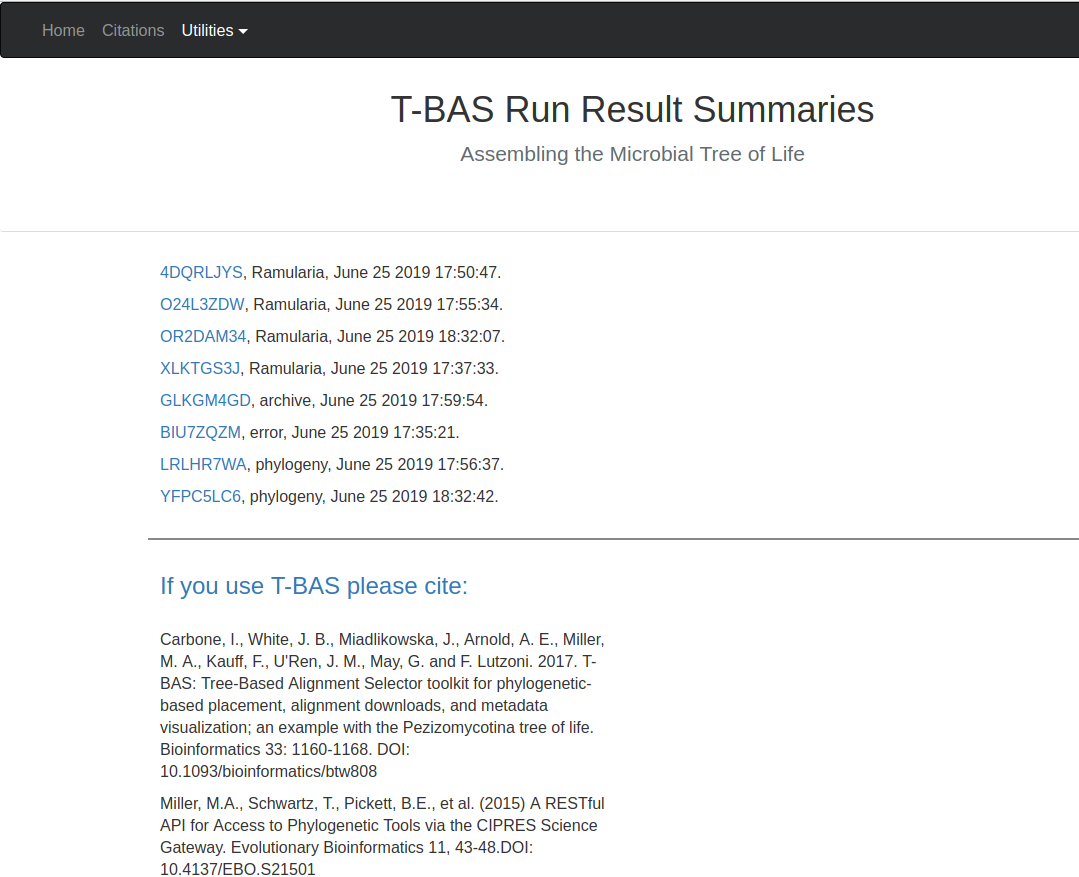 Home Citations Utilities
T-BAS Run Result Summaries
Assembling the Microbial Tree of Life
4DQRLJYS, Ramularia, June 25 2019 17:50:47.
O24L3ZDW, Ramularia, June 25 2019 17:55:34.
OR2DAM34, Ramularia, June 25 2019 18:32:07.
XLKTGS3J, Ramularia, June 25 2019 17:37:33.
GLKGM4GD, archive, June 25 2019 17:59:54.
BIU7ZQZM, error, June 25 2019 17:35:21.
LRLHR7WA, phylogeny, June 25 2019 17:56:37.
YFPC5LC6, phylogeny, June 25 2019 18:32:42.
If you use T-BAS please cite:
Carbone, I., White, J. B., Miadlikowska, J., Arnold, A. E., Miller,
M. A., Kauff, F., U'Ren, J. M., May, G. and F. Lutzoni. 2017. T-
BAS: Tree-Based Alignment Selector toolkit for phylogenetic-
based placement, alignment downloads, and metadata
visualization; an example with the Pezizomycotina tree of life.
Bioinformatics 33: 1160-1168. DOI:
10.1093/bioinformatics/btw808
Miller, M.A., Schwartz, T., Pickett, B.E., et al. (2015) A RESTful
API for Access to Phylogenetic Tools via the CIPRES Science
Gateway. Evolutionary Bioinformatics 11, 43-48.DOI:
10.4137/EBO.S21501